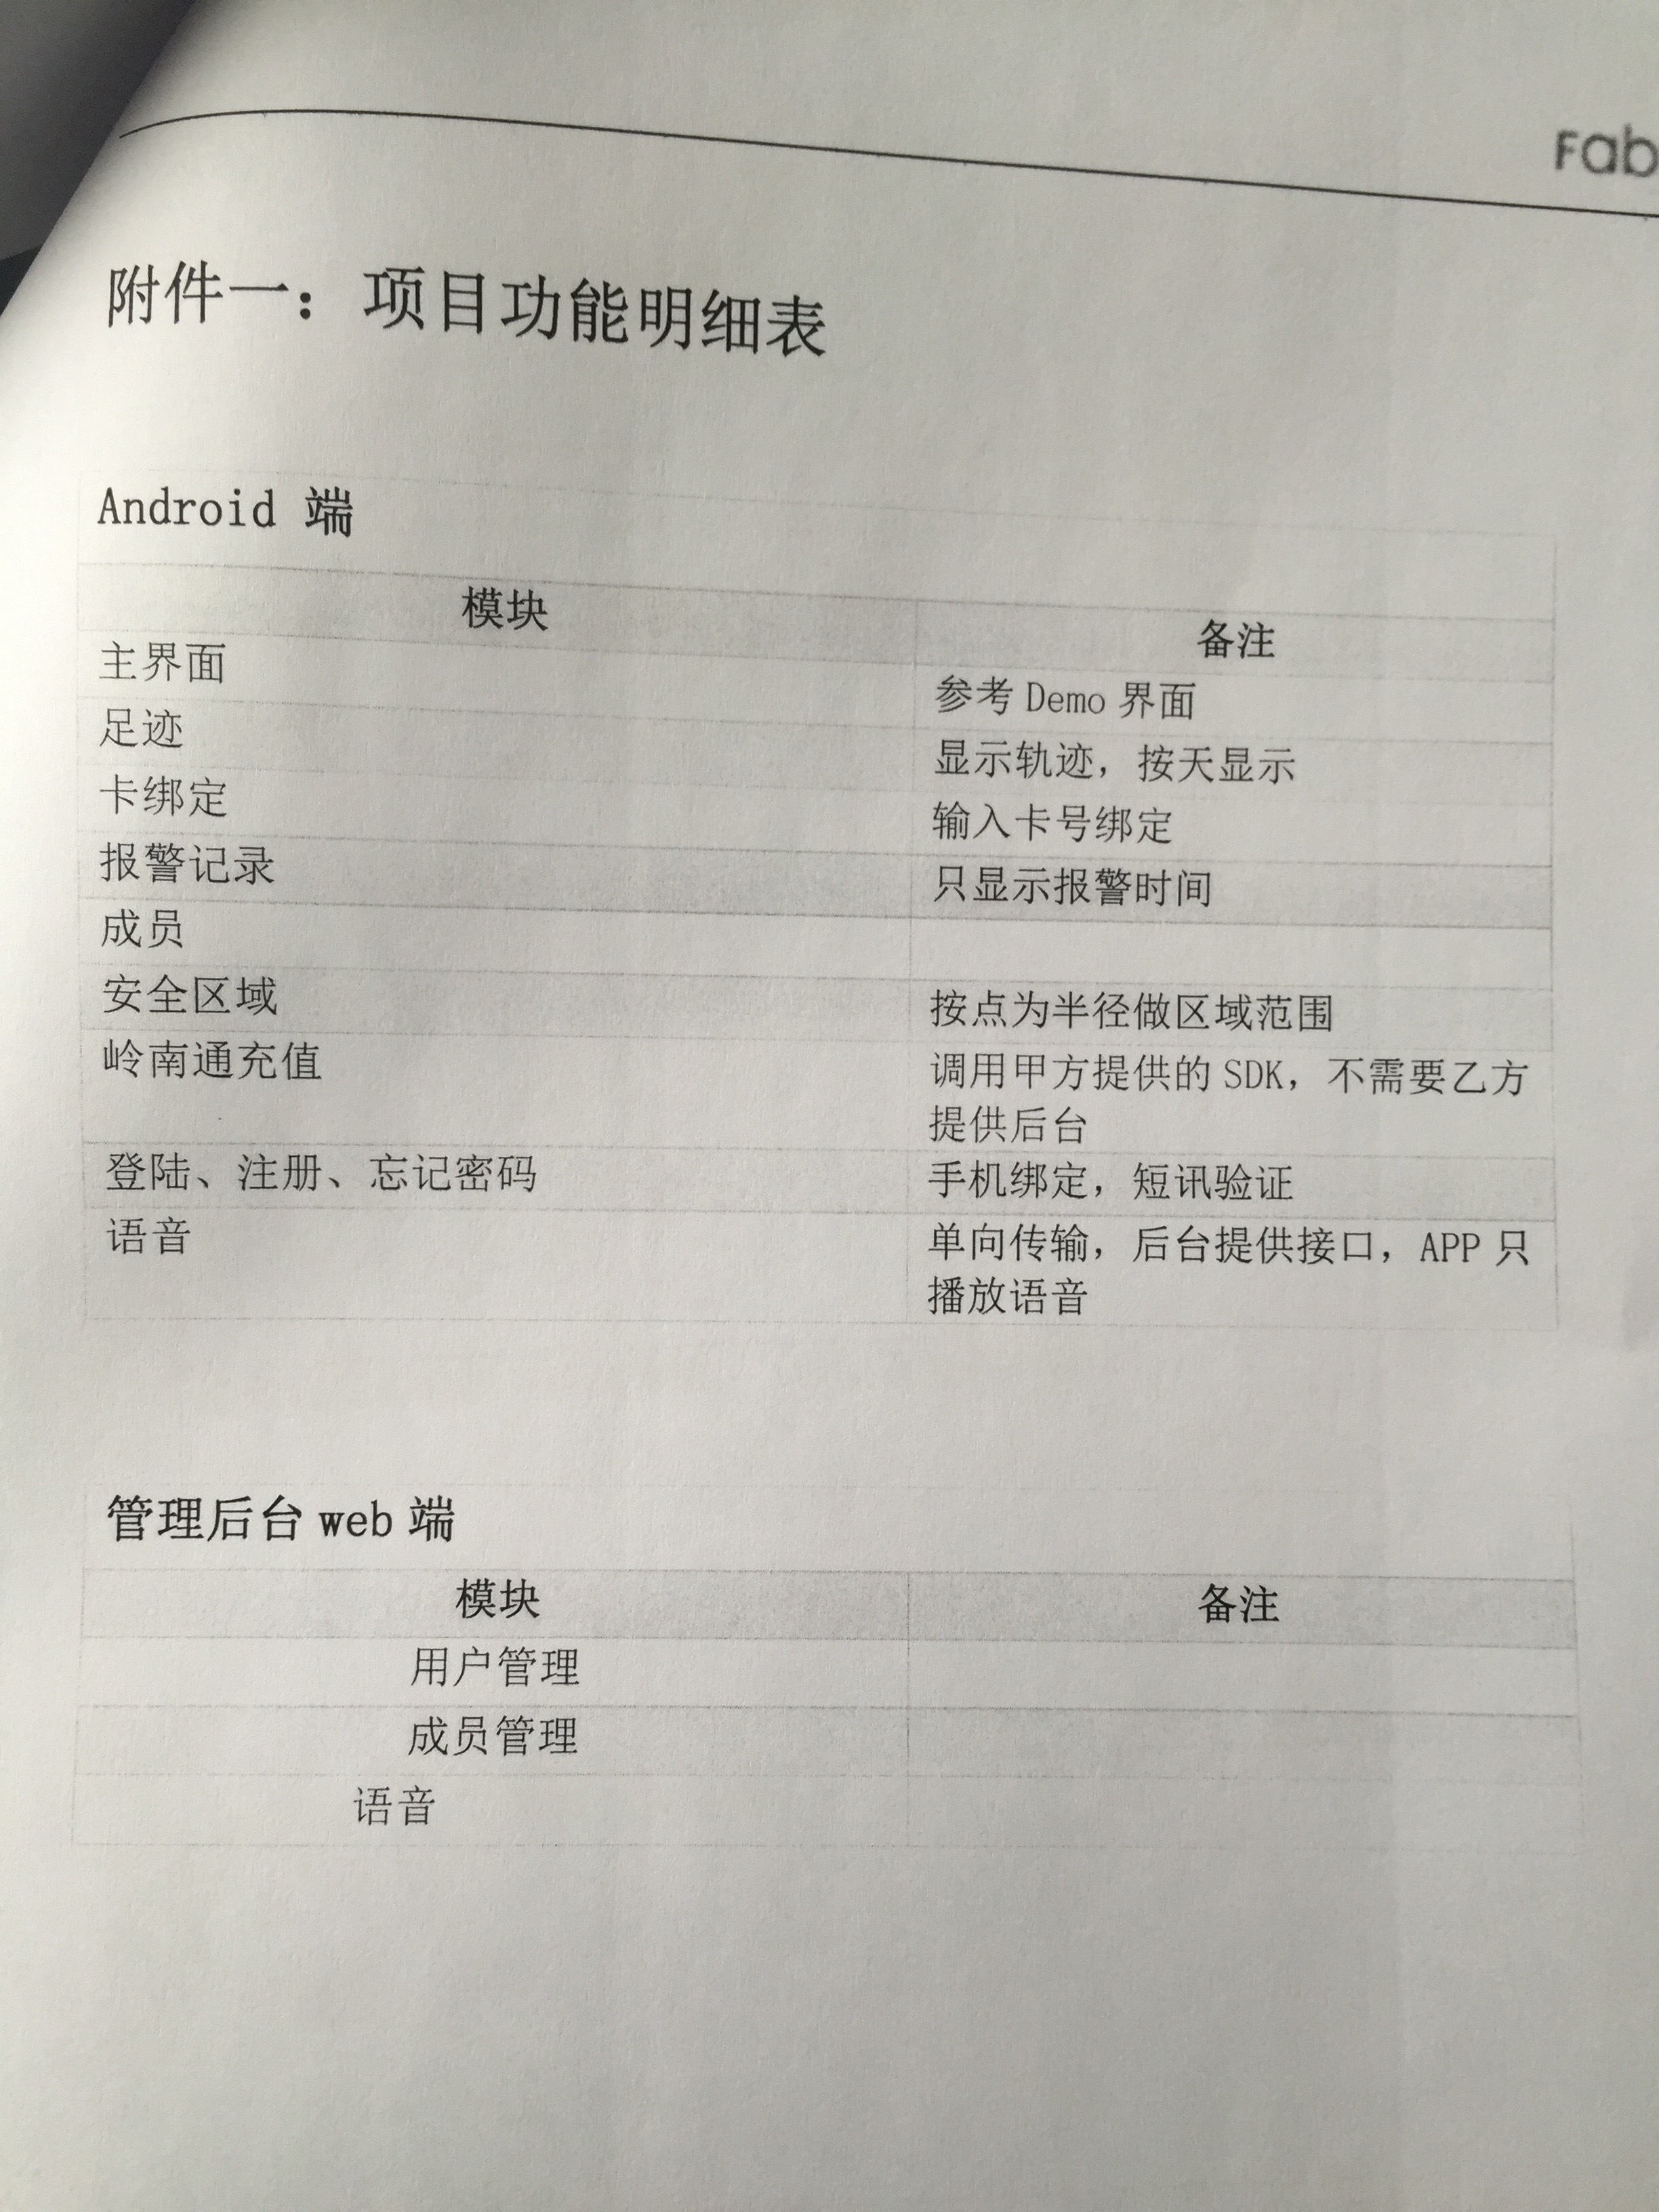 Fab
附件一：项目功能明细表
Android 端
模块 备注
主界面 参考 Demo 界面
足迹 显示轨迹，按天显示
卡绑定 输入卡号绑定
报警记录 只显示报警时间
成员
安全区域 按点为半径做区域范围
岭南通充值 调用甲方提供的 SDK，不需要乙方
提供后台
登陆、注册、忘记密码 手机绑定，短讯验证
语音 单向传输，后台提供接口，APP 只
播放语音
管理后台 web 端
模块 备注
用户管理
成员管理
语音